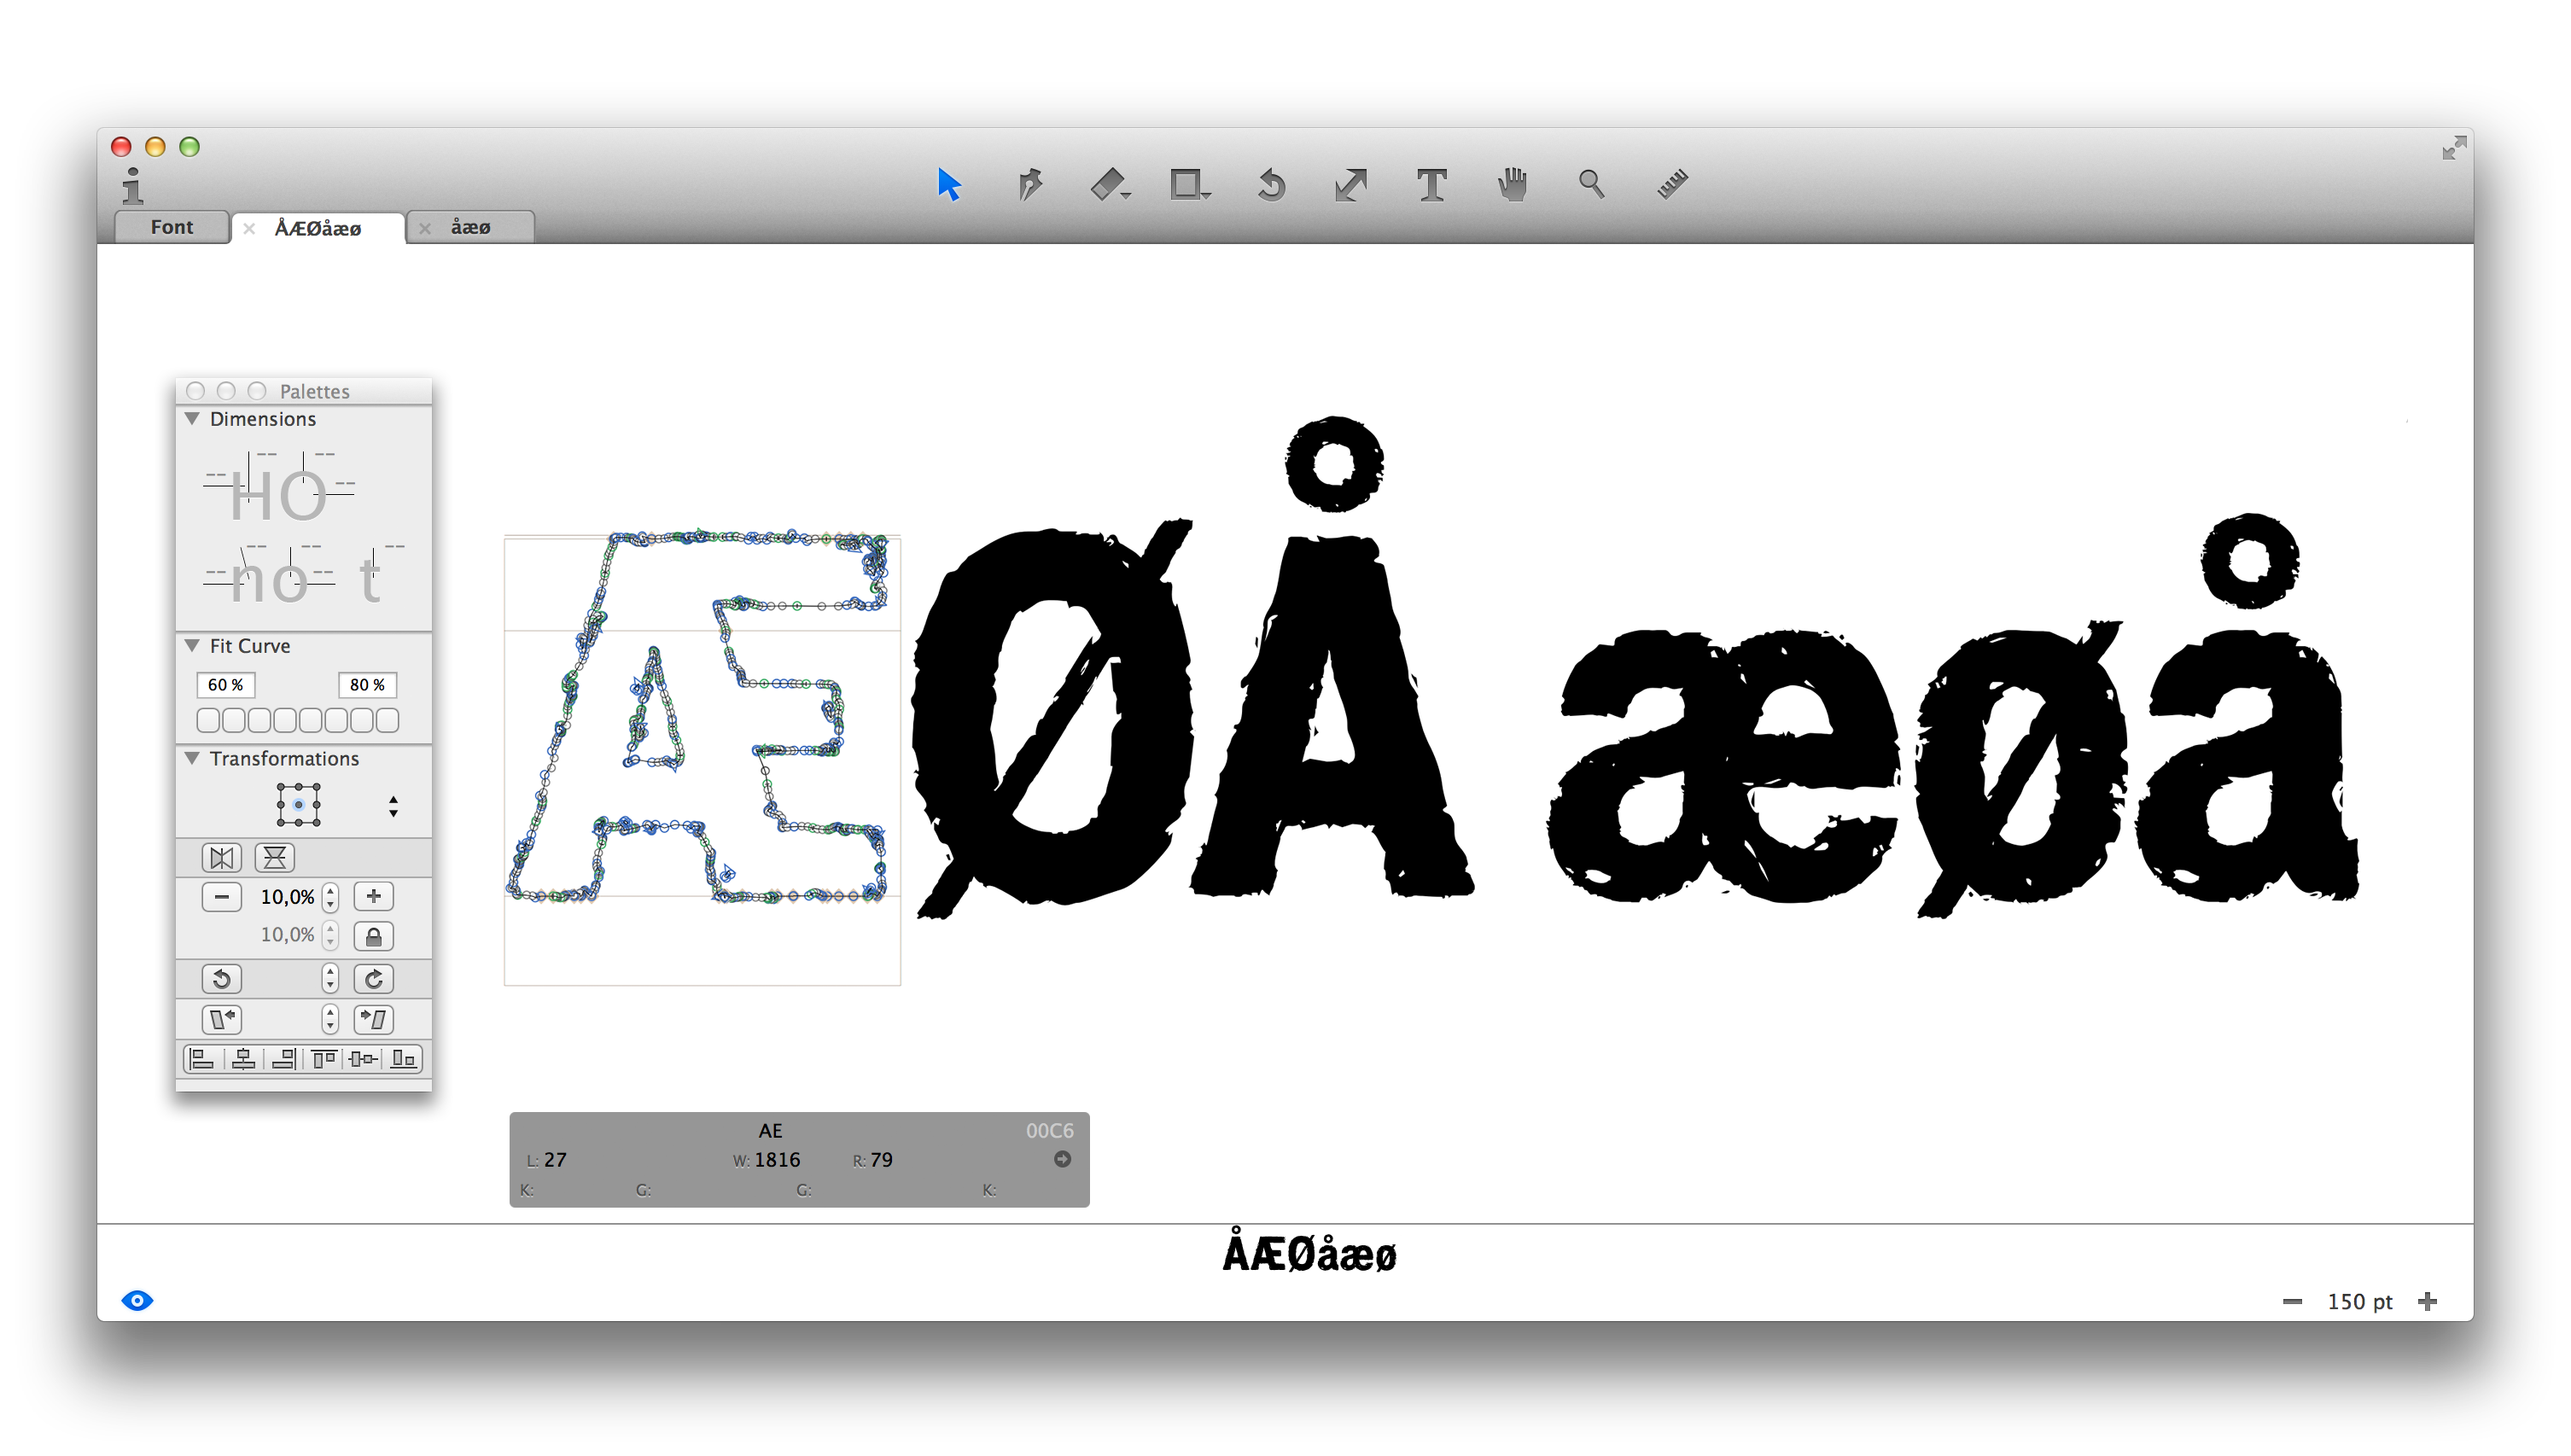 Font
ÅÆØåæø
åæø
Palettes
Dimensions
-- --
-- HO --
-- -- --
-- no -- t
Fit Curve
60 % 80 %
Transformations
10,0%
10,0%
ÆØÅ æøå
AE 00C6
L: 27 W: 1816 R: 79
K: G: G: K:
ÅÆØåæø
150 pt